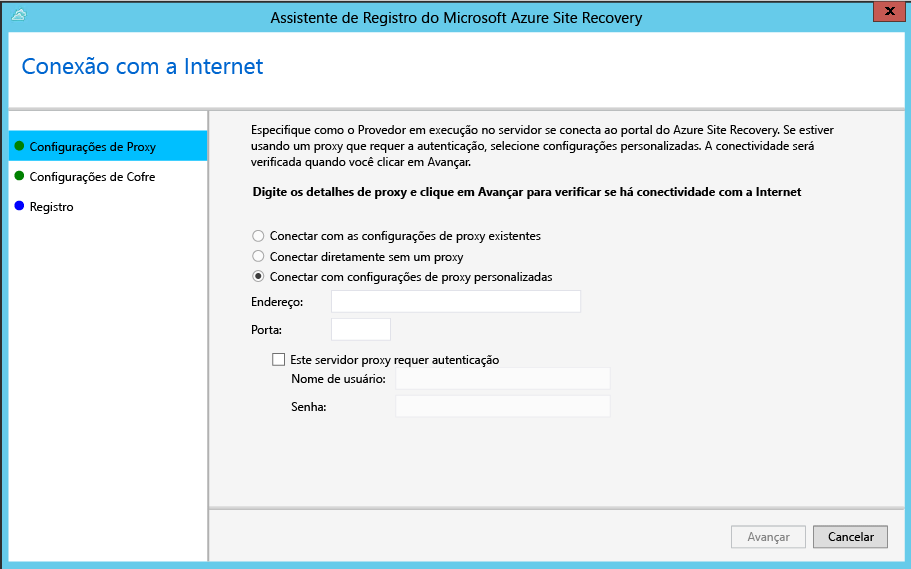 Assistente de Registro do Microsoft Azure Site Recovery
x
Conexão com a Internet
Configurações de Proxy
Configurações de Cofre
Registro
Especifique como o Provedor em execução no servidor se conecta ao portal do Azure Site Recovery. Se estiver
usando um proxy que requer a autenticação, selecione configurações personalizadas. A conectividade será
verificada quando você clicar em Avançar.
Digite os detalhes de proxy e clique em Avançar para verificar se há conectividade com a Internet
Conectar com as configurações de proxy existentes
Conectar diretamente sem um proxy
Conectar com configurações de proxy personalizadas
Endereço:
Porta:
Este servidor proxy requer autenticação
Nome de usuário:
Senha:
Avançar
Cancelar